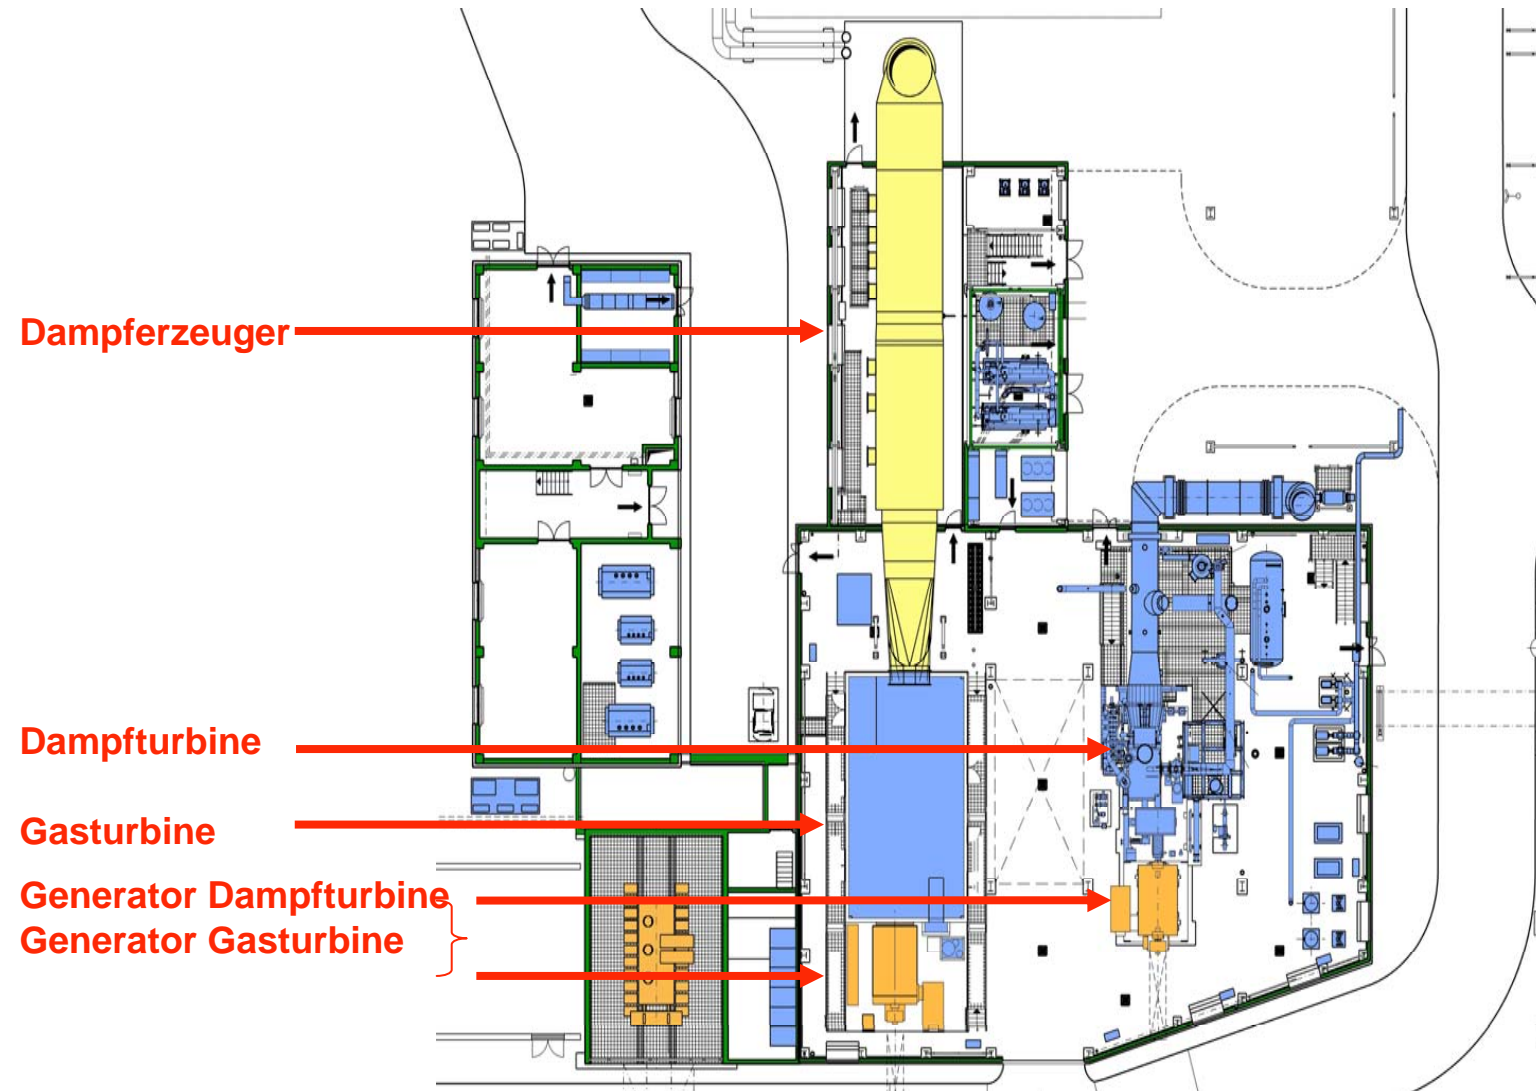 Dampferzeuger
Dampfturbine
Gasturbine
Generator Dampfturbine
Generator Gasturbine